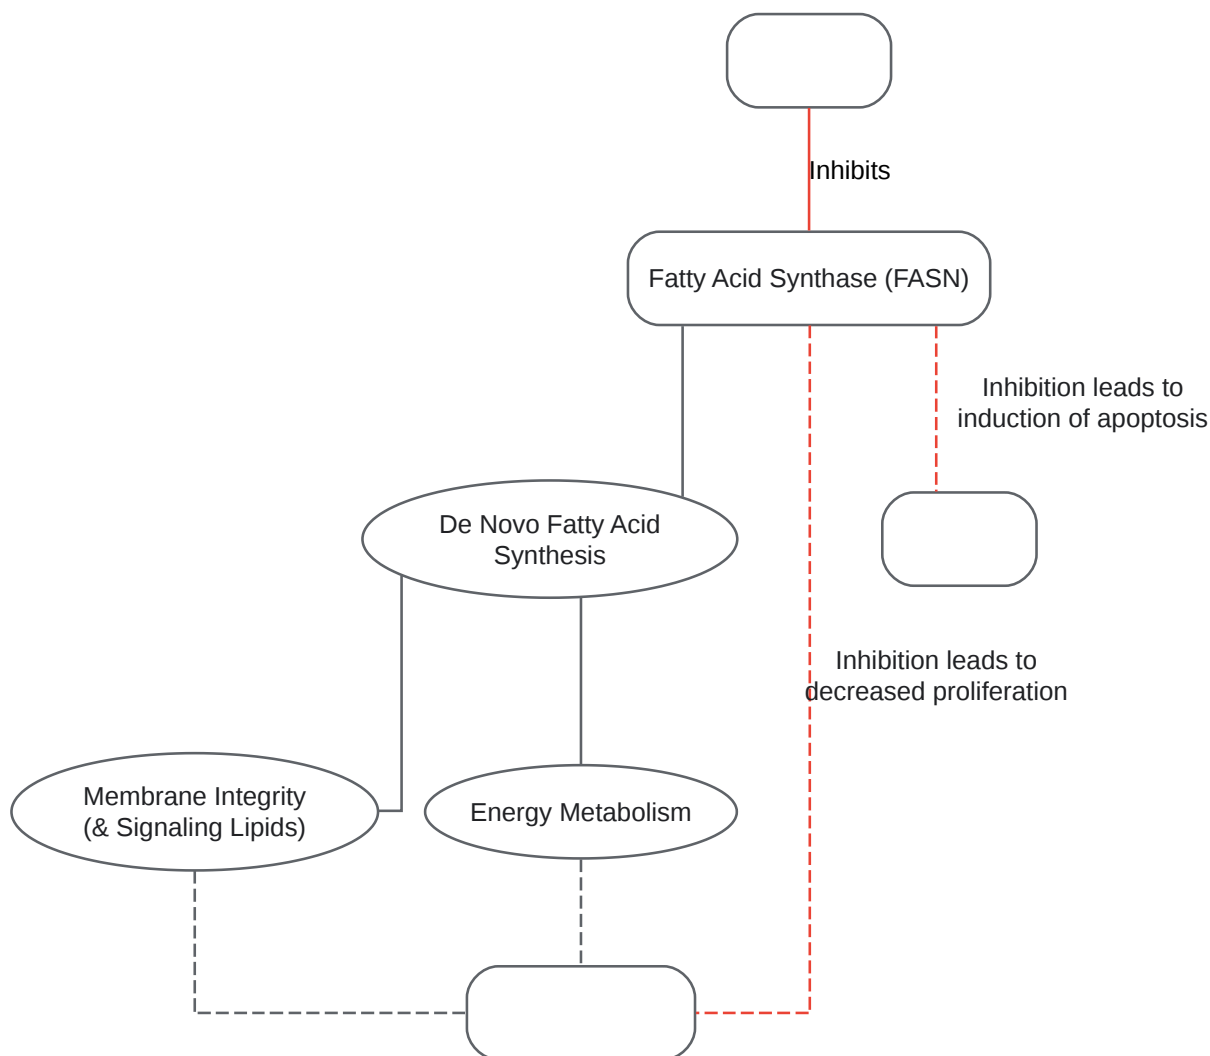 Inhibits
Fatty Acid Synthase (FASN)
Inhibition leads to
induction of apoptosis
De Novo Fatty Acid
Synthesis
Inhibition leads to
decreased proliferation
Membrane Integrity
(& Signaling Lipids)
Energy Metabolism